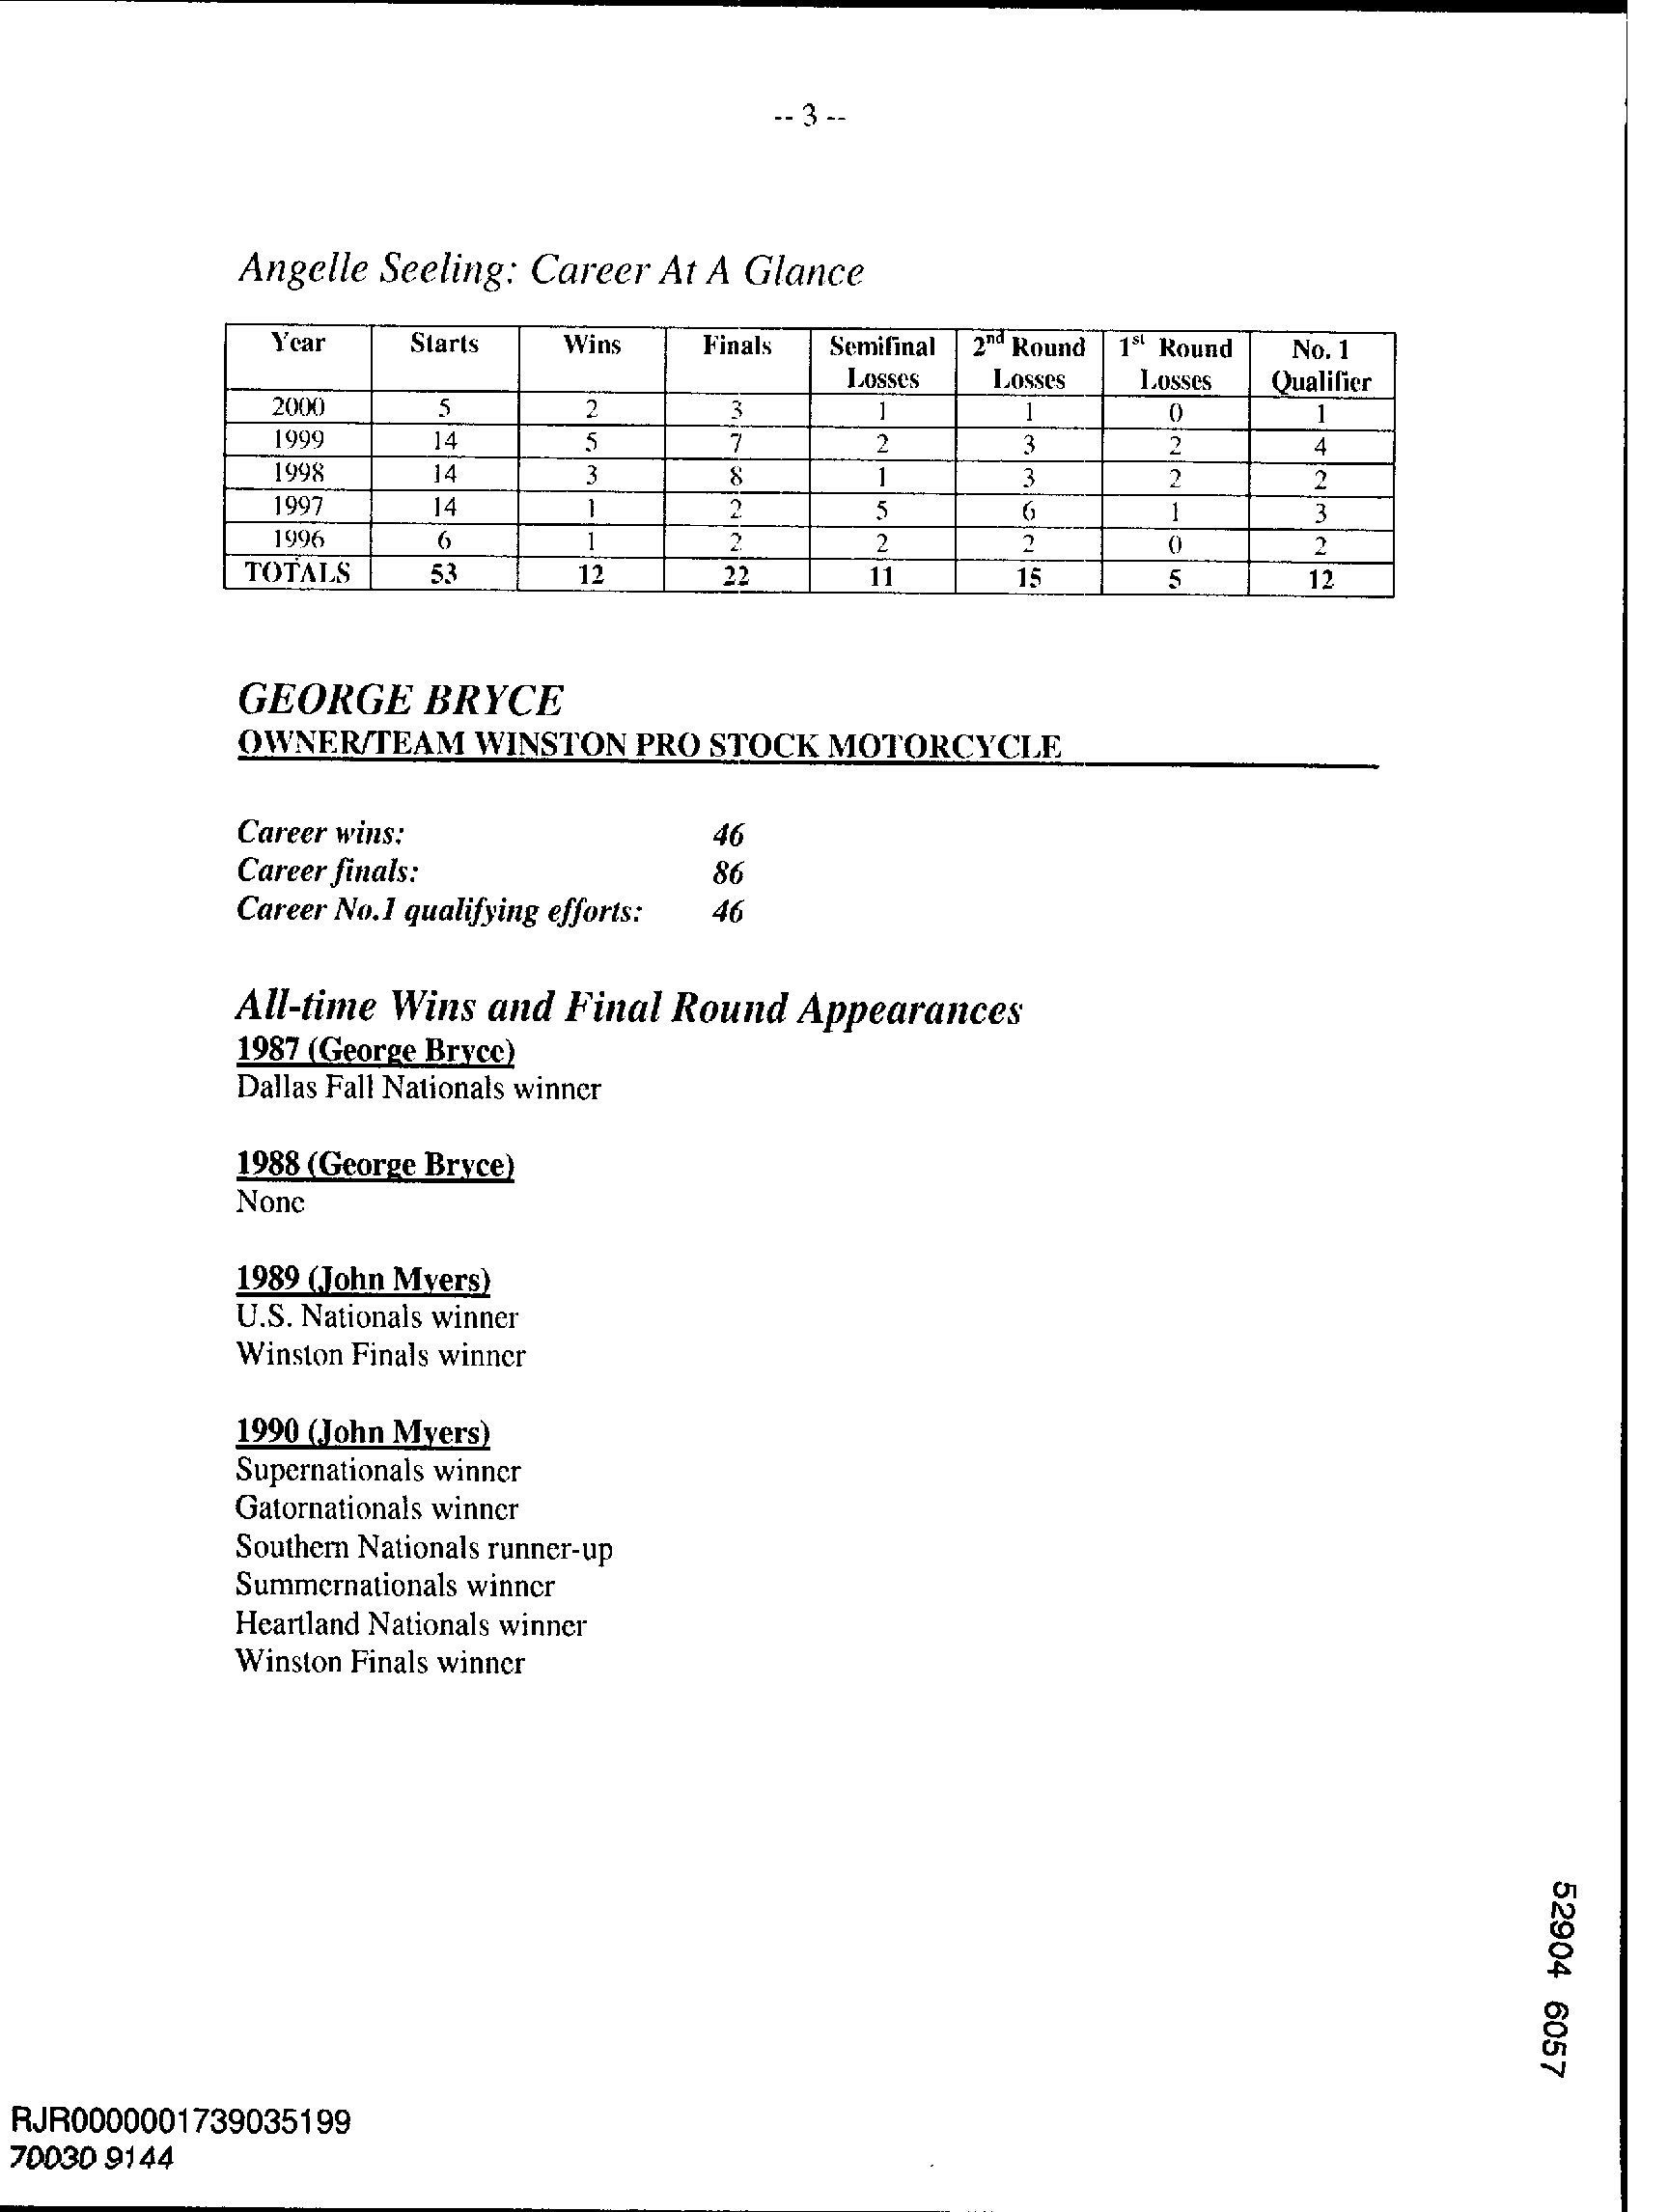 -- 3 --
Angelle Seeling: Career At A Glance
Year Starts Wins Finals Semifinal Losses 2nd Round Losses 1st Round Losses No. 1 Qualifier
2000 5 2 3 1 1 0 1
1999 14 5 7 2 3 2 4
1998 14 3 8 1 3 2 2
1997 14 1 2 5 6 1 3
1996 6 1 2 2 2 0 2
TOTALS 53 12 22 11 15 5 12
GEORGE BRYCE
OWNER/TEAM WINSTON PRO STOCK MOTORCYCLE
Career wins: 46
Career finals: 86
Career No.1 qualifying efforts: 46
All-time Wins and Final Round Appearances
1987 (George Bryce)
Dallas Fall Nationals winner
1988 (George Bryce)
None
1989 (John Myers)
U.S. Nationals winner
Winston Finals winner
1990 (John Myers)
Supernationals winner
Gatornationals winner
Southern Nationals runner-up
Summernationals winner
Heartland Nationals winner
Winston Finals winner
52904 6057
RJR0000001739035199
70030 9144